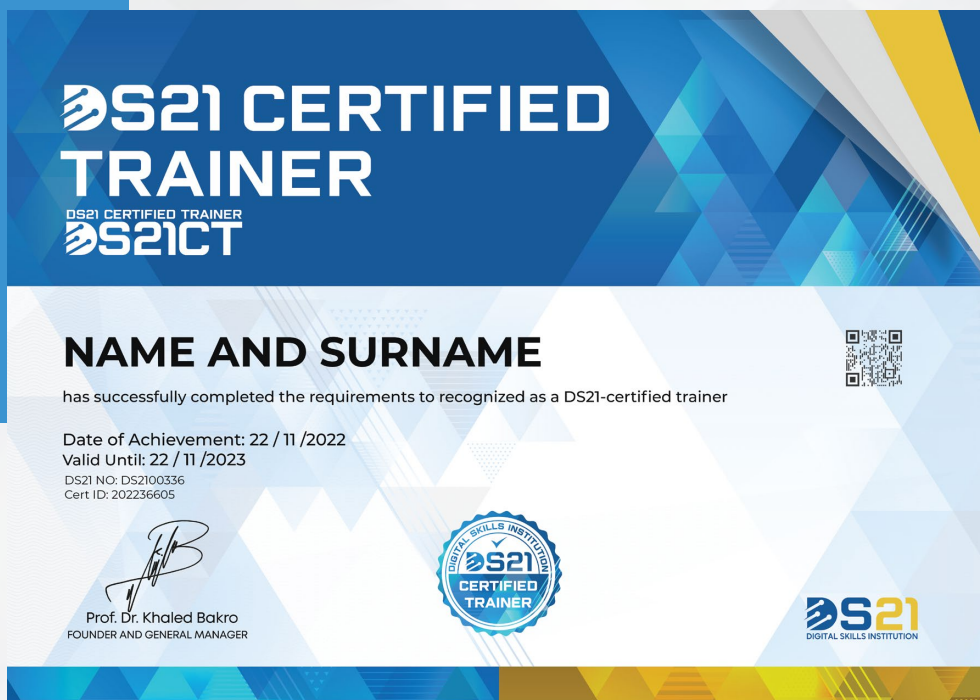 DS21 CERTIFIED
TRAINER
DS21 CERTIFIED TRAINER
DS21CT
NAME AND SURNAME
has successfully completed the requirements to recognized as a DS21-certified trainer
Date of Achievement: 22 / 11 /2022
Valid Until: 22 / 11 /2023
DS21 NO: DS2100336
Cert ID: 202236605
Prof. Dr. Khaled Bakro
FOUNDER AND GENERAL MANAGER
DIGITAL SKILLS INSTITUTION
DS21
CERTIFIED
TRAINER
DS21
DIGITAL SKILLS INSTITUTION